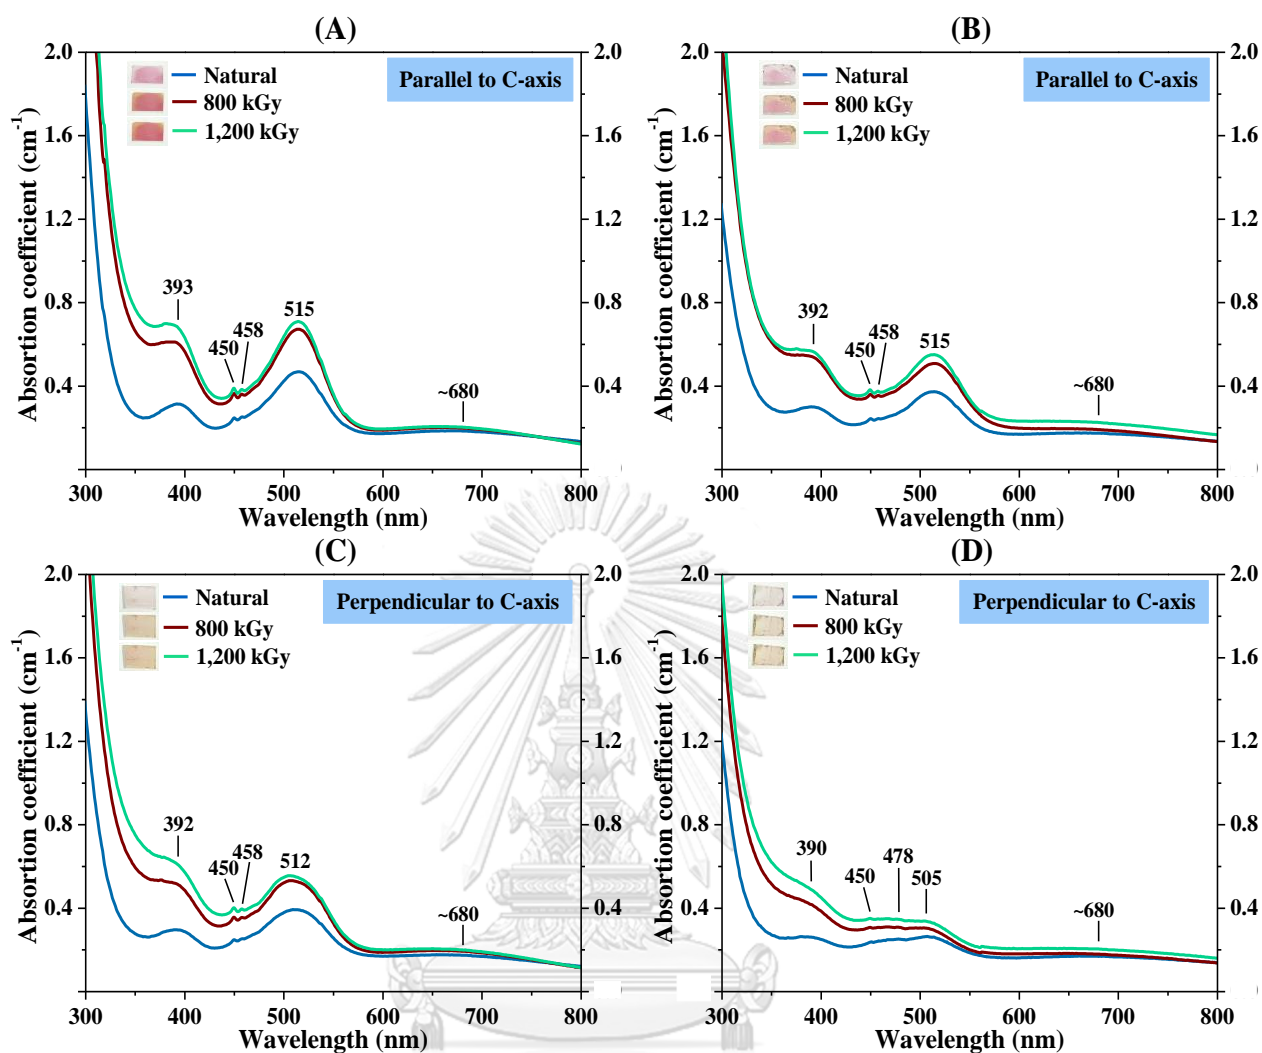 (A)
2.0
1.6
1.2
0.8
0.4
Absortion coefficient (cm-1)
Natural
800 kGy
1,200 kGy
Parallel to C-axis
393
450
458
515
~680
2.0
1.6
1.2
0.8
0.4
300 400 500 600 700 800
Wavelength (nm)
(B)
2.0
1.6
1.2
0.8
0.4
Absortion coefficient (cm-1)
Natural
800 kGy
1,200 kGy
Parallel to C-axis
392
450
458
515
~680
2.0
1.6
1.2
0.8
0.4
300 400 500 600 700 800
Wavelength (nm)
(C)
2.0
1.6
1.2
0.8
0.4
Absortion coefficient (cm-1)
Natural
800 kGy
1,200 kGy
Perpendicular to C-axis
392
450
458
512
~680
2.0
1.6
1.2
0.8
0.4
300 400 500 600 700 800
Wavelength (nm)
(D)
2.0
1.6
1.2
0.8
0.4
Absortion coefficient (cm-1)
Natural
800 kGy
1,200 kGy
Perpendicular to C-axis
390
450
478
505
~680
2.0
1.6
1.2
0.8
0.4
300 400 500 600 700 800
Wavelength (nm)